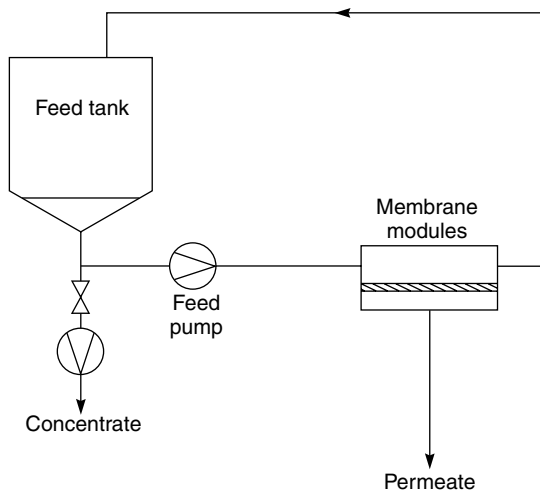 Feed tank
Membrane
modules
Feed
pump
Concentrate
Permeate